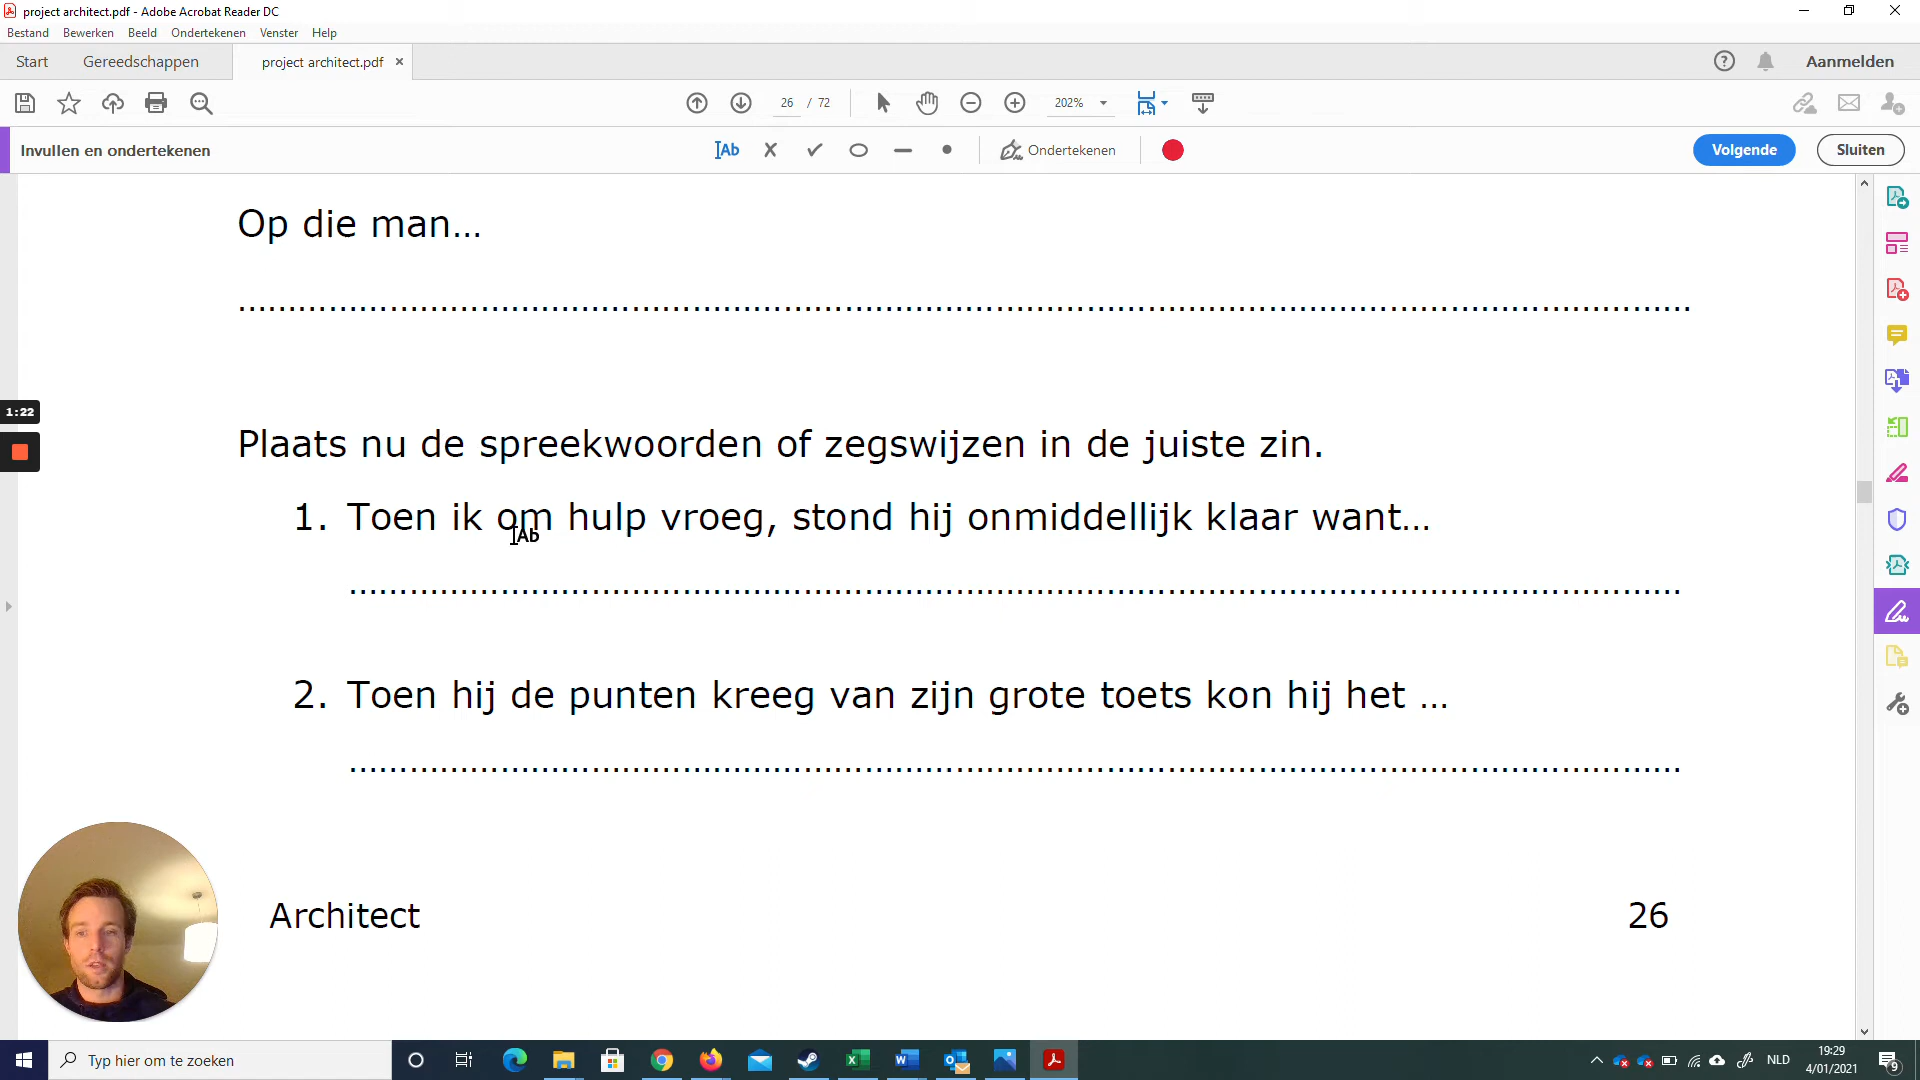 project architect.pdf - Adobe Acrobat Reader DC
Bestand Bewerken Beeld Ondertekenen Venster Help
Start Gereedschappen project architect.pdf × Aanmelden
26 / 72 202%
Invullen en ondertekenen Ab Ondertekenen Volgende Sluiten
Op die man...
Plaats nu de spreekwoorden of zegswijzen in de juiste zin.
1:22
1. Toen ik om hulp vroeg, stond hij onmiddellijk klaar want...
Ab
2. Toen hij de punten kreeg van zijn grote toets kon hij het ...
Architect 26
Typ hier om te zoeken
NLD 19:29
4/01/2021
9